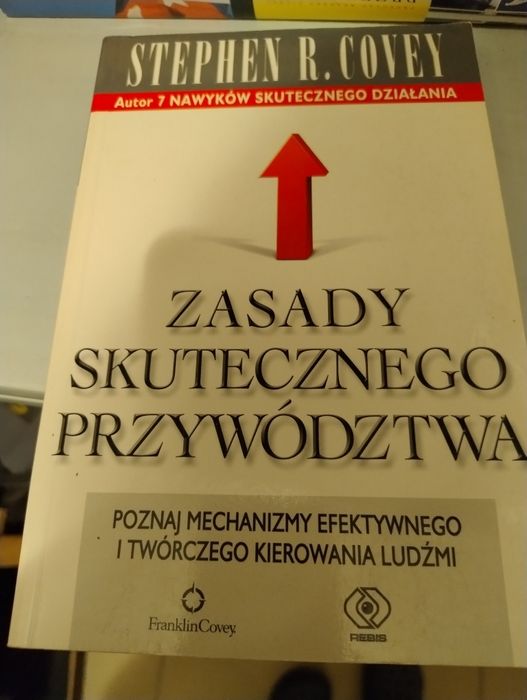 STEPHEN R. COVEY
Autor 7 NAWYKÓW SKUTECZNEGO DZIAŁANIA
ZASADY
SKUTECZNEGO
PRZYWÓDZTWA
POZNAJ MECHANIZMY EFEKTYWNEGO
I TWÓRCZEGO KIEROWANIA LUDŹMI
FranklinCovey.
REBIS